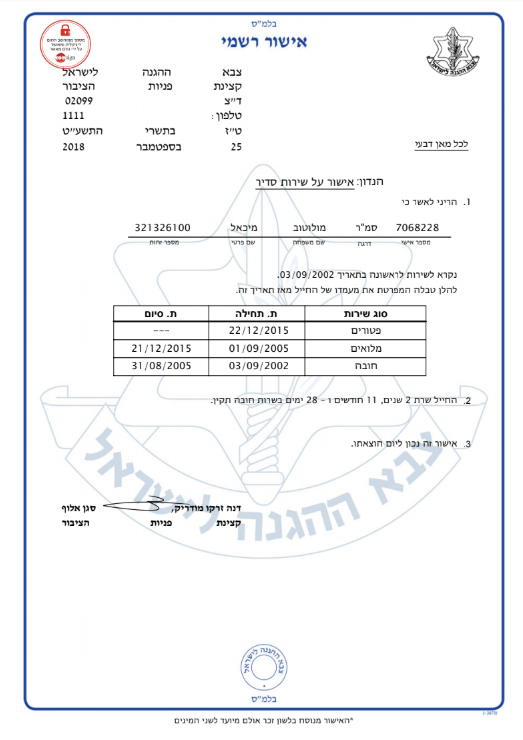 בלמ"ס
אישור רשמי
צבא ההגנה לישראל
קצינת פניות הציבור
ד"צ 02099
טלפון: 1111
ט"ז בתשרי התשע"ט
25 בספטמבר 2018
לכל מאן דבעי
הנדון: אישור על שירות סדיר
1. הריני לאשר כי
7068228 סמ"ר מולוטוב מיכאל 321326100
מספר אישי דרגה שם משפחה שם פרטי מספר זהות
נקרא לשירות לראשונה בתאריך 03/09/2002.
להלן טבלה המפרטת את מעמדו של החייל מאז תאריך זה.
סוג שירות ת. תחילה ת. סיום
פטורים 22/12/2015 ---
מלואים 01/09/2005 21/12/2015
חובה 03/09/2002 31/08/2005
2. החייל שרת 2 שנים, 11 חודשים ו - 28 ימים בשרות חובה תקין.
3. אישור זה נכון ליום הוצאתו.
דנה זרקו מודריק, סגן אלוף
קצינת פניות הציבור
צבא ההגנה לישראל
צבא ההגנה לישראל
בלמ"ס
*האישור מנוסח בלשון זכר אולם מיועד לשני המינים